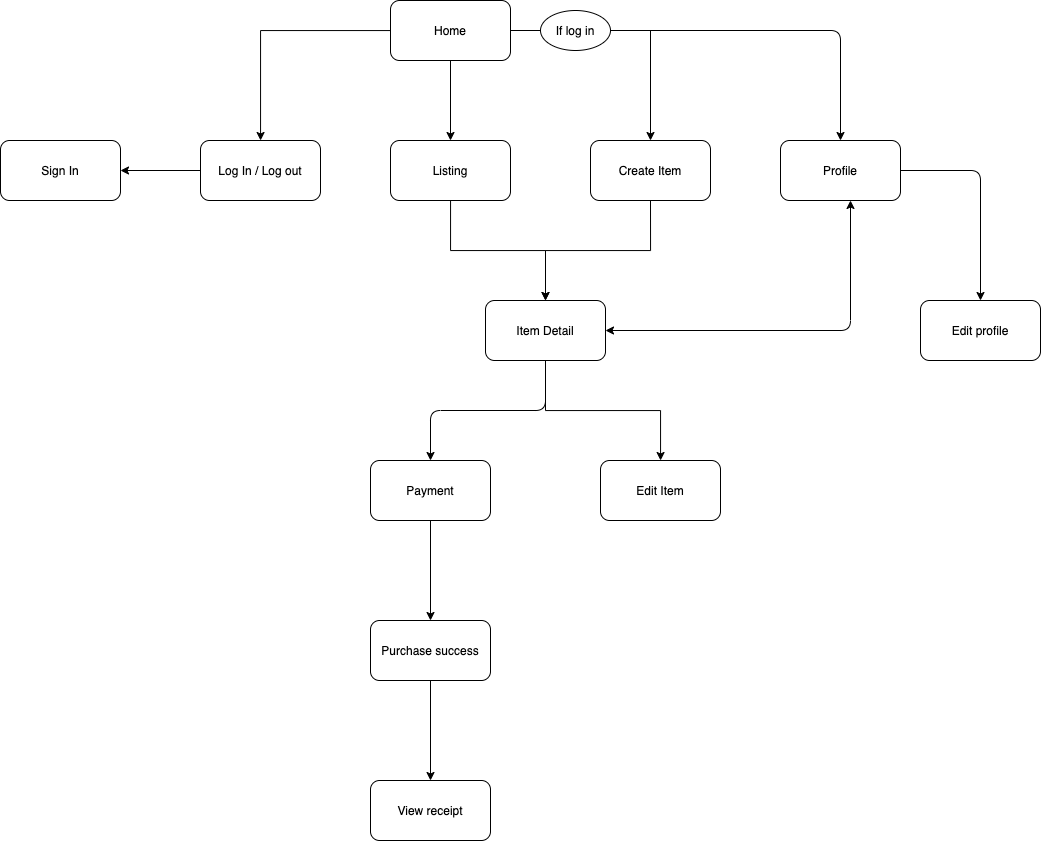 Home
If log in
Sign In
Log In / Log out
Listing
Create Item
Profile
Item Detail
Edit profile
Payment
Edit Item
Purchase success
View receipt